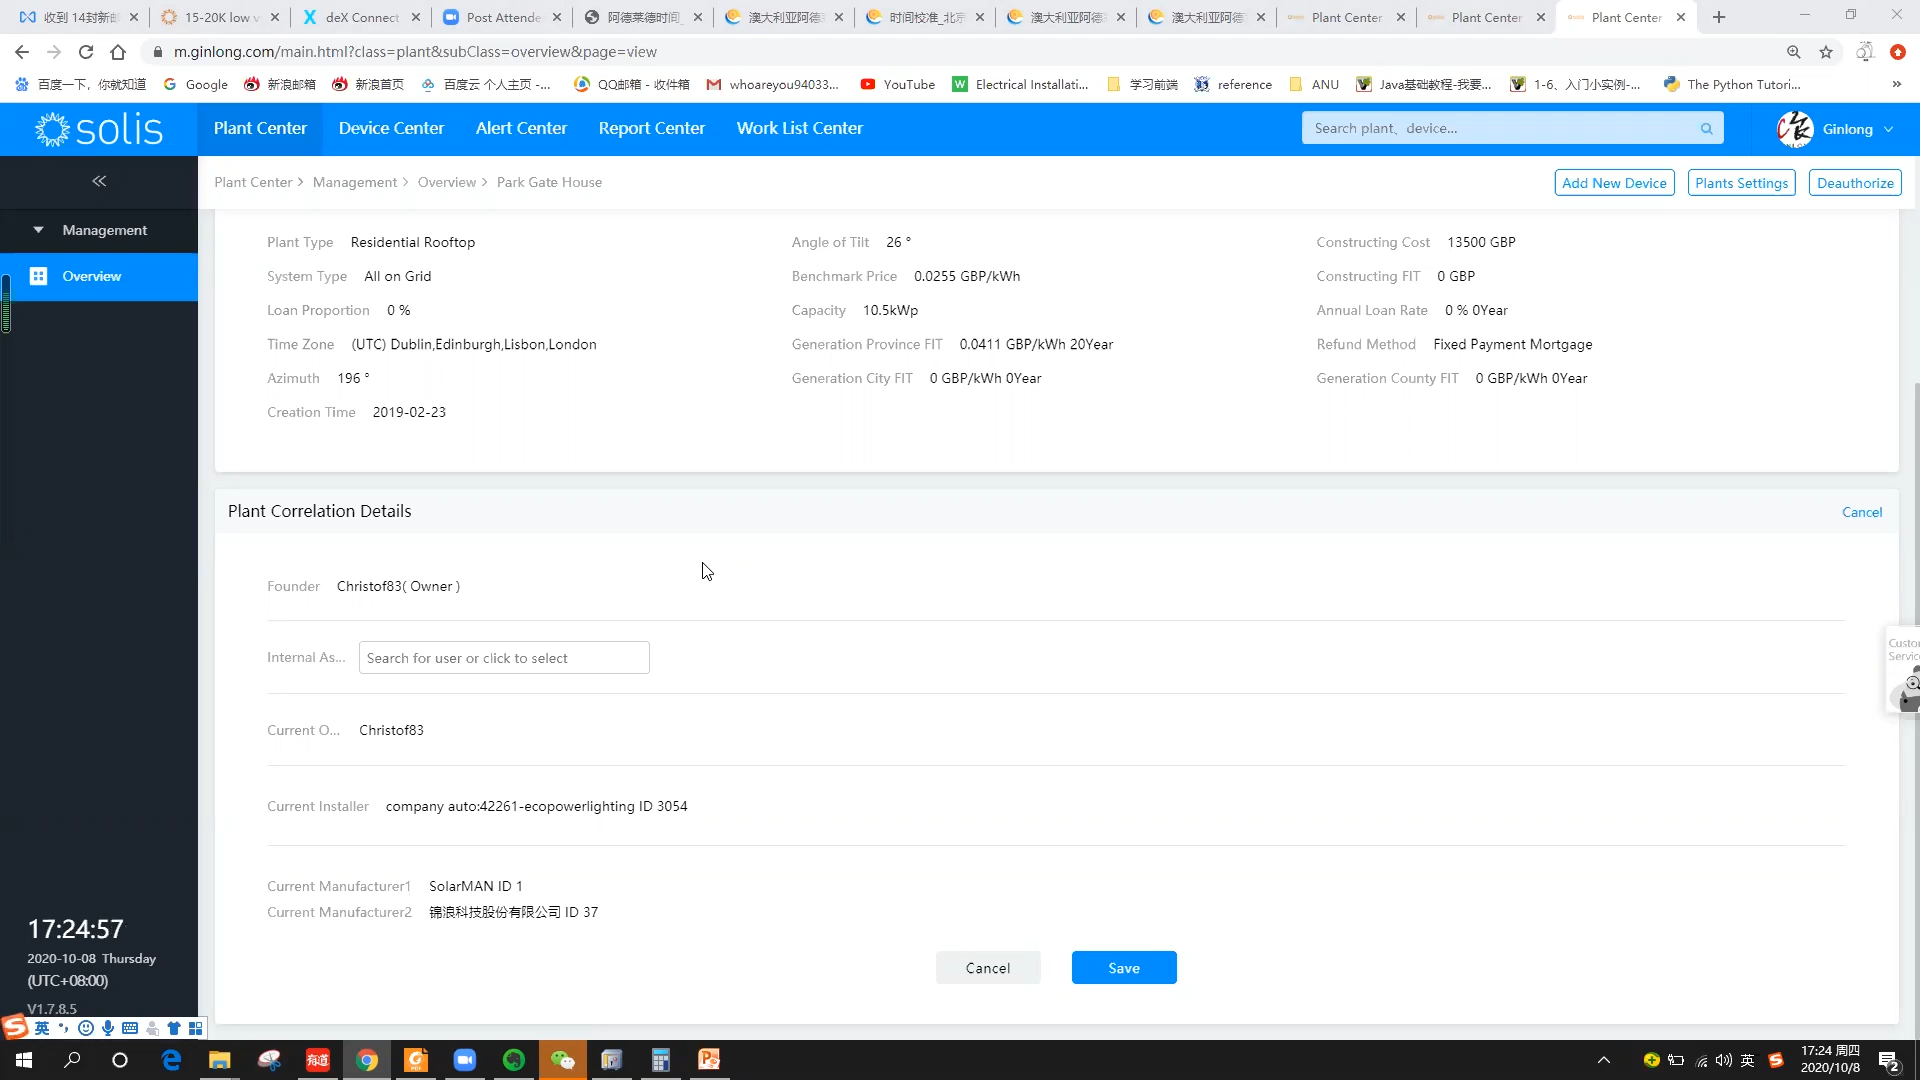 收到 14封新邮
15-20K low v
deX Connect
Post Attende
阿德莱德时间_
澳大利亚阿德
时间校准_北京
澳大利亚阿德
澳大利亚阿德
Plant Center
Plant Center
Plant Center
m.ginlong.com/main.html?class=plant&subClass=overview&page=view
百度一下，你就知道
Google
新浪邮箱
新浪首页
百度云 个人主页 -...
QQ邮箱 - 收件箱
whoareyou94033...
YouTube
Electrical Installati...
学习前端
reference
ANU
Java基础教程-我要...
1-6、入门小实例-...
The Python Tutori...
solis
Plant Center
Device Center
Alert Center
Report Center
Work List Center
Search plant、device...
Ginlong
Management
Overview
Plant Center > Management > Overview > Park Gate House
Add New Device
Plants Settings
Deauthorize
Plant Type Residential Rooftop
Angle of Tilt 26 °
Constructing Cost 13500 GBP
System Type All on Grid
Benchmark Price 0.0255 GBP/kWh
Constructing FIT 0 GBP
Loan Proportion 0 %
Capacity 10.5kWp
Annual Loan Rate 0 % 0Year
Time Zone (UTC) Dublin,Edinburgh,Lisbon,London
Generation Province FIT 0.0411 GBP/kWh 20Year
Refund Method Fixed Payment Mortgage
Azimuth 196 °
Generation City FIT 0 GBP/kWh 0Year
Generation County FIT 0 GBP/kWh 0Year
Creation Time 2019-02-23
Plant Correlation Details
Cancel
Founder Christof83( Owner )
Internal As... Search for user or click to select
Current O... Christof83
Current Installer company auto:42261-ecopowerlighting ID 3054
Current Manufacturer1 SolarMAN ID 1
Current Manufacturer2 锦浪科技股份有限公司 ID 37
Cancel
Save
Custo
Servic
17:24:57
2020-10-08 Thursday
(UTC+08:00)
V1.7.8.5
英
有道
英
17:24 周四
2020/10/8
2